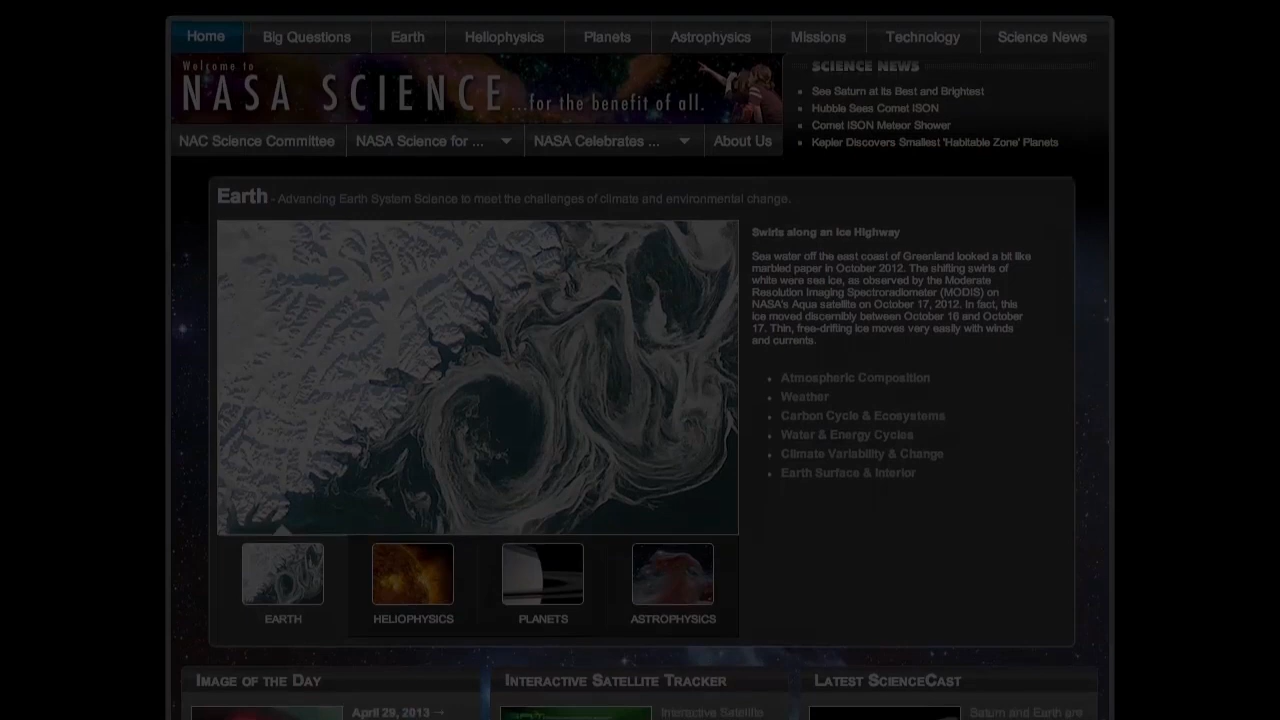 Home Big Questions Earth Heliophysics Planets Astrophysics Missions Technology Science News
Welcome to
NASA SCIENCE ...for the benefit of all.
SCIENCE NEWS
See Saturn at its Best and Brightest
Hubble Sees Comet ISON
Comet ISON Meteor Shower
Kepler Discovers Smallest 'Habitable Zone' Planets
NAC Science Committee NASA Science for ... NASA Celebrates ... About Us
Earth - Advancing Earth System Science to meet the challenges of climate and environmental change.
Swirls along an Ice Highway
Sea water off the east coast of Greenland looked a bit like
marbled paper in October 2012. The shifting swirls of
white were sea ice, as observed by the Moderate
Resolution Imaging Spectroradiometer (MODIS) on
NASA's Aqua satellite on October 17, 2012. In fact, this
ice moved discernibly between October 16 and October
17. Thin, free-drifting ice moves very easily with winds
and currents.
Atmospheric Composition
Weather
Carbon Cycle & Ecosystems
Water & Energy Cycles
Climate Variability & Change
Earth Surface & Interior
EARTH HELIOPHYSICS PLANETS ASTROPHYSICS
IMAGE OF THE DAY INTERACTIVE SATELLITE TRACKER LATEST SCIENCECAST
April 29, 2013 → Interactive Satellite Saturn and Earth are